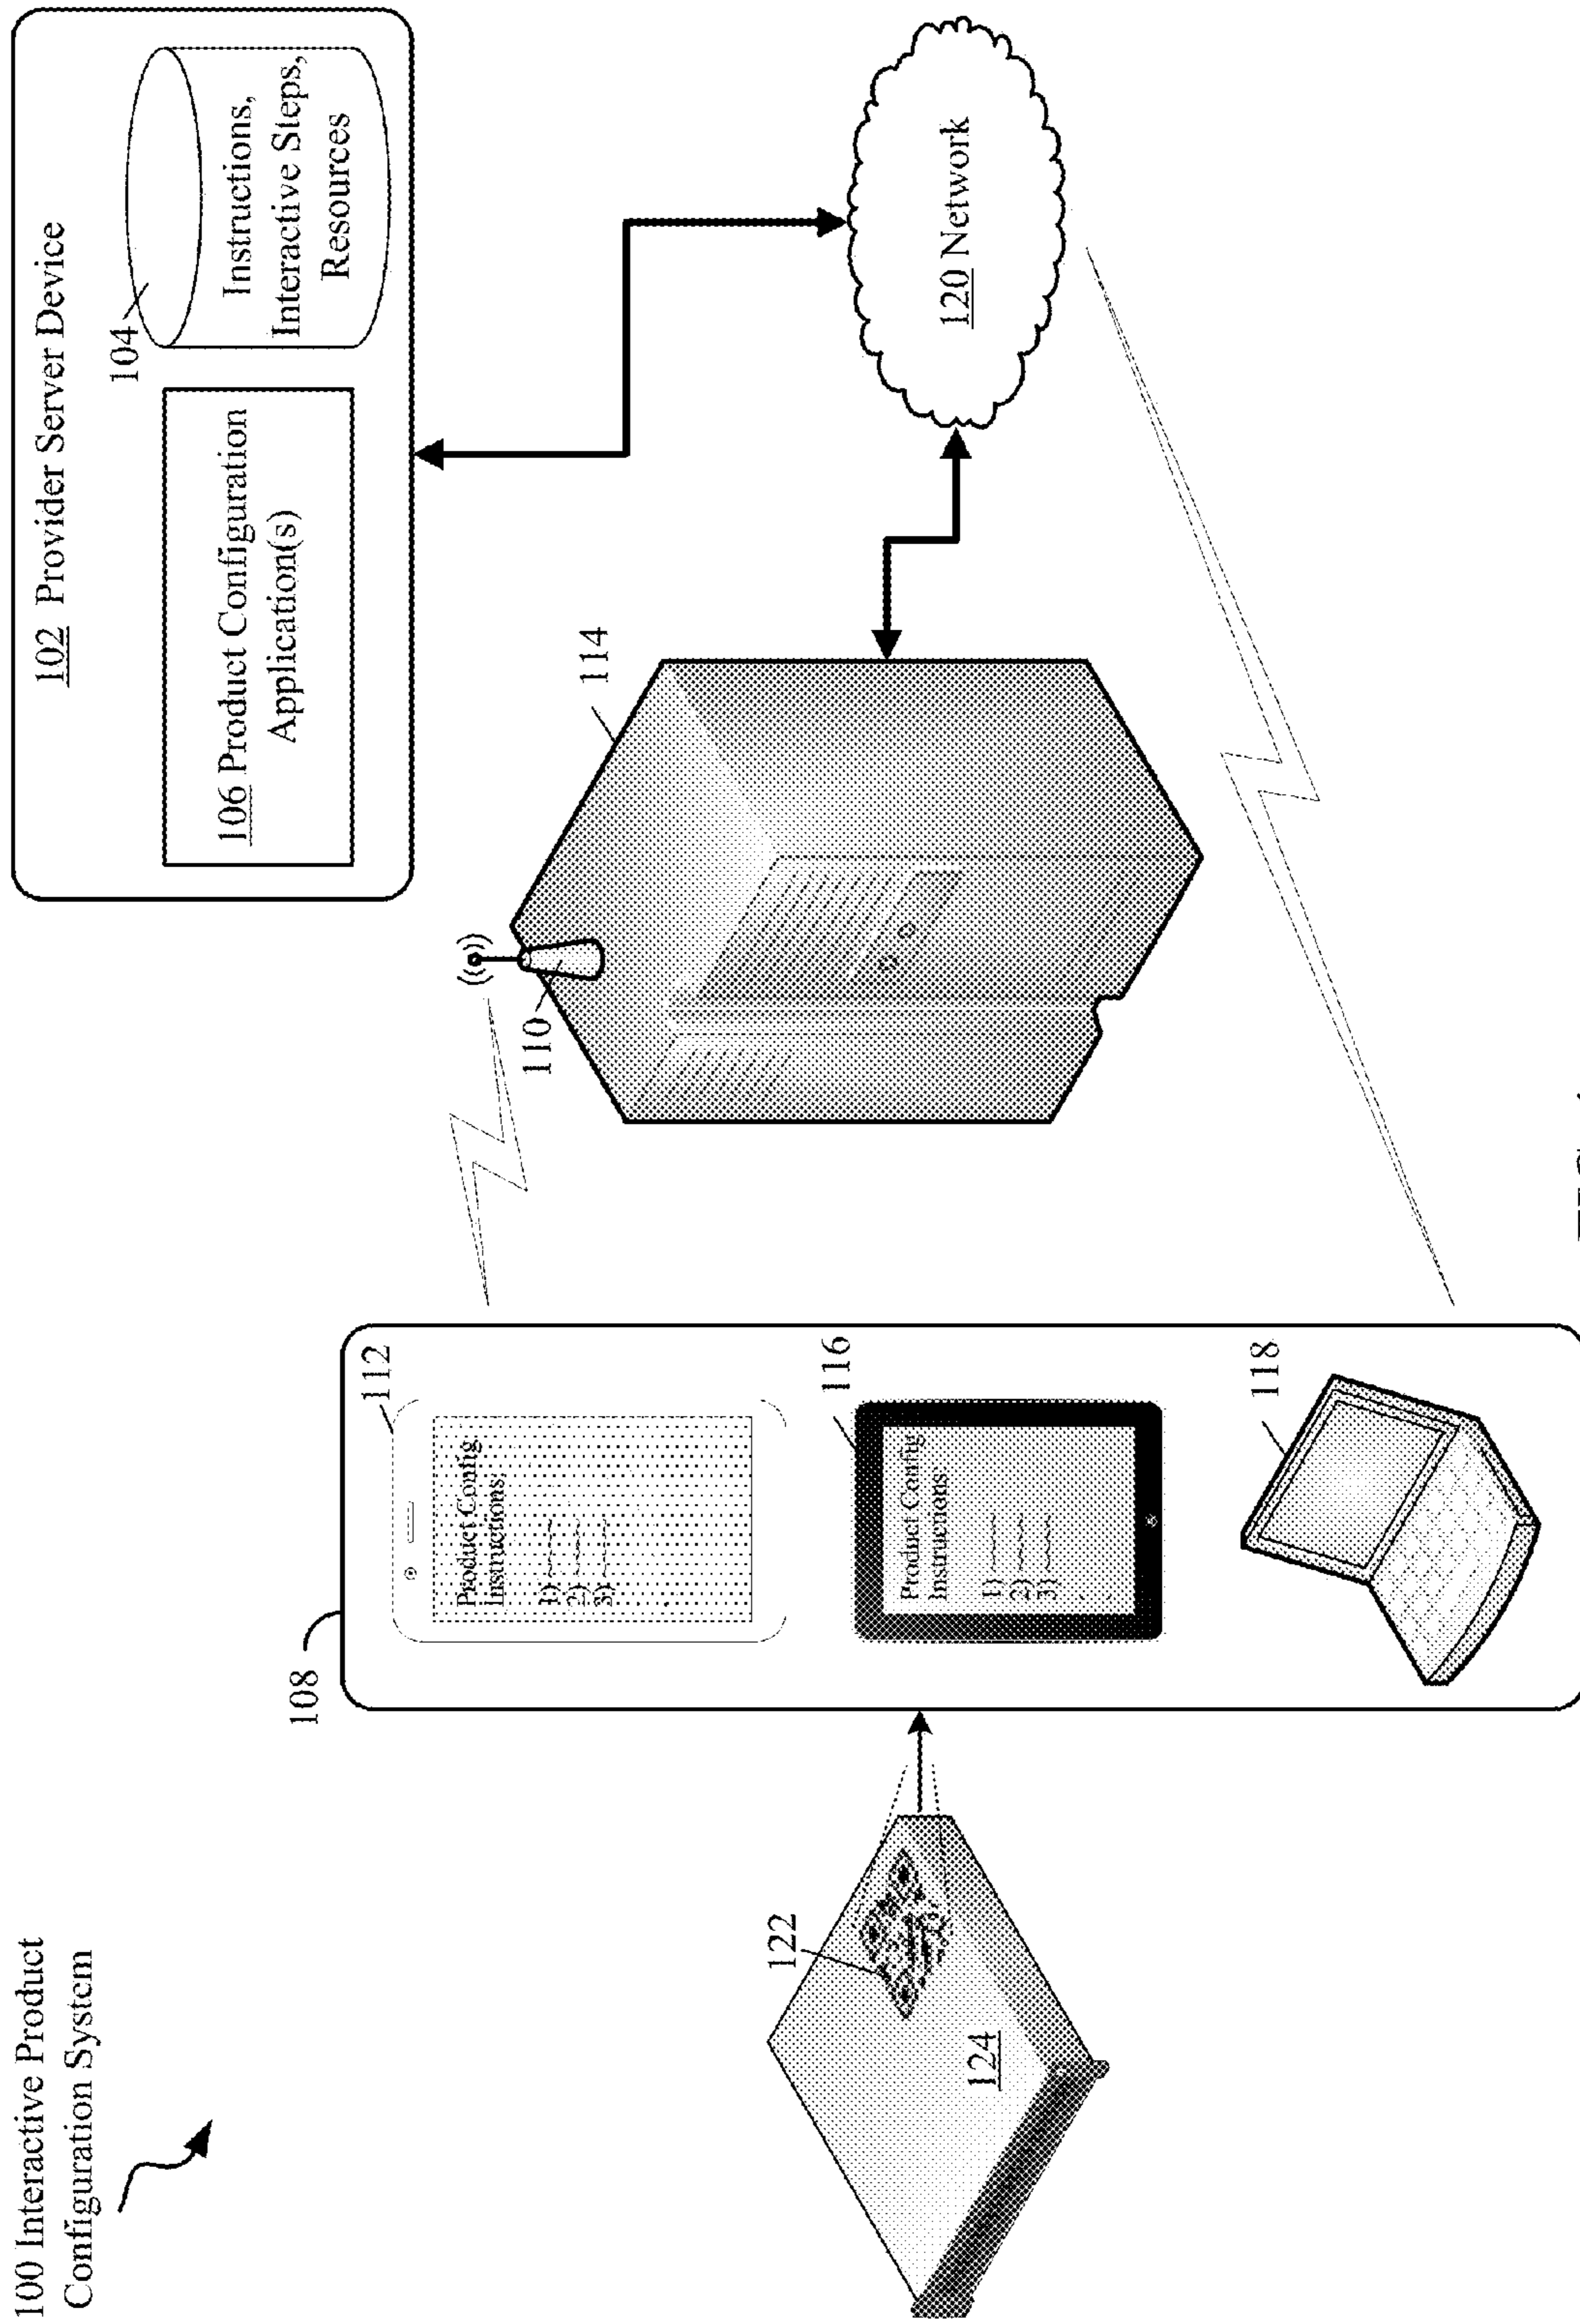 100 Interactive Product
Configuration System
102 Provider Server Device
104
Instructions,
Interactive Steps,
Resources
106 Product Configuration
Application(s)
108
112
Product Config.
Instructions:
1)
2)
3)
110
114
116
Product Config.
Instructions:
1)
2)
3)
118
120 Network
122
124